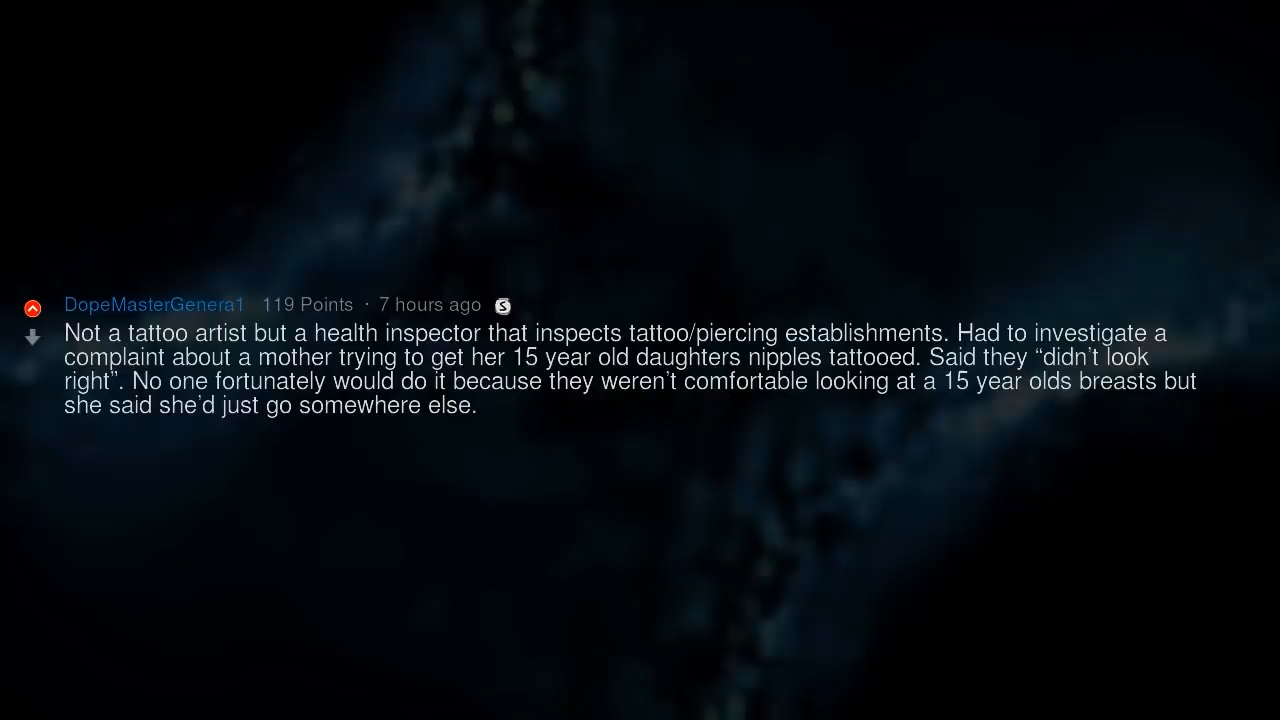 DopeMasterGenera1 119 Points · 7 hours ago S
Not a tattoo artist but a health inspector that inspects tattoo/piercing establishments. Had to investigate a
complaint about a mother trying to get her 15 year old daughters nipples tattooed. Said they “didn’t look
right”. No one fortunately would do it because they weren’t comfortable looking at a 15 year olds breasts but
she said she’d just go somewhere else.